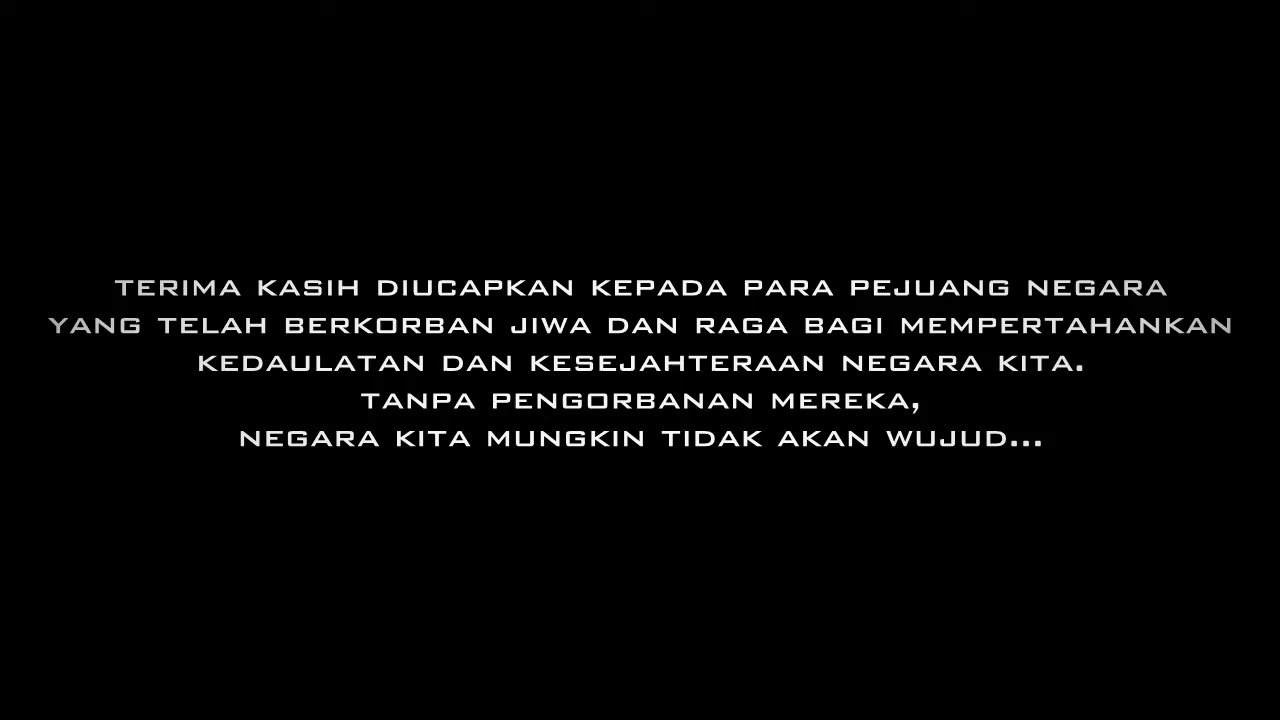 TERIMA KASIH DIUCAPKAN KEPADA PARA PEJUANG NEGARA
YANG TELAH BERKORBAN JIWA DAN RAGA BAGI MEMPERTAHANKAN
KEDAULATAN DAN KESEJAHTERAAN NEGARA KITA.
TANPA PENGORBANAN MEREKA,
NEGARA KITA MUNGKIN TIDAK AKAN WUJUD...